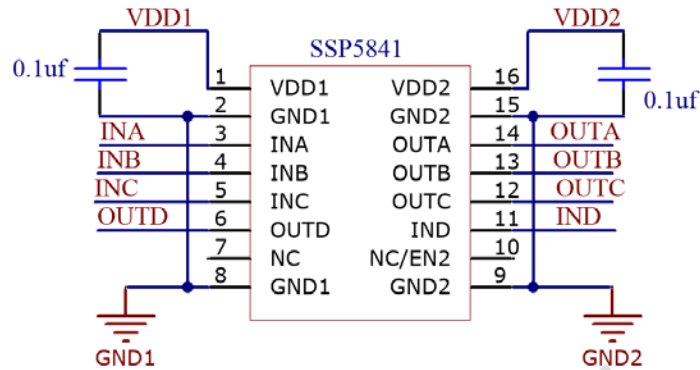 VDD1 VDD2
SSP5841
0.1uf 0.1uf
1 VDD1 VDD2 16
2 GND1 GND2 15
INA 3 INA OUTA 14 OUTA
INB 4 INB OUTB 13 OUTB
INC 5 INC OUTC 12 OUTC
OUTD 6 OUTD IND 11 IND
7 NC NC/EN2 10
8 GND1 GND2 9
GND1 GND2